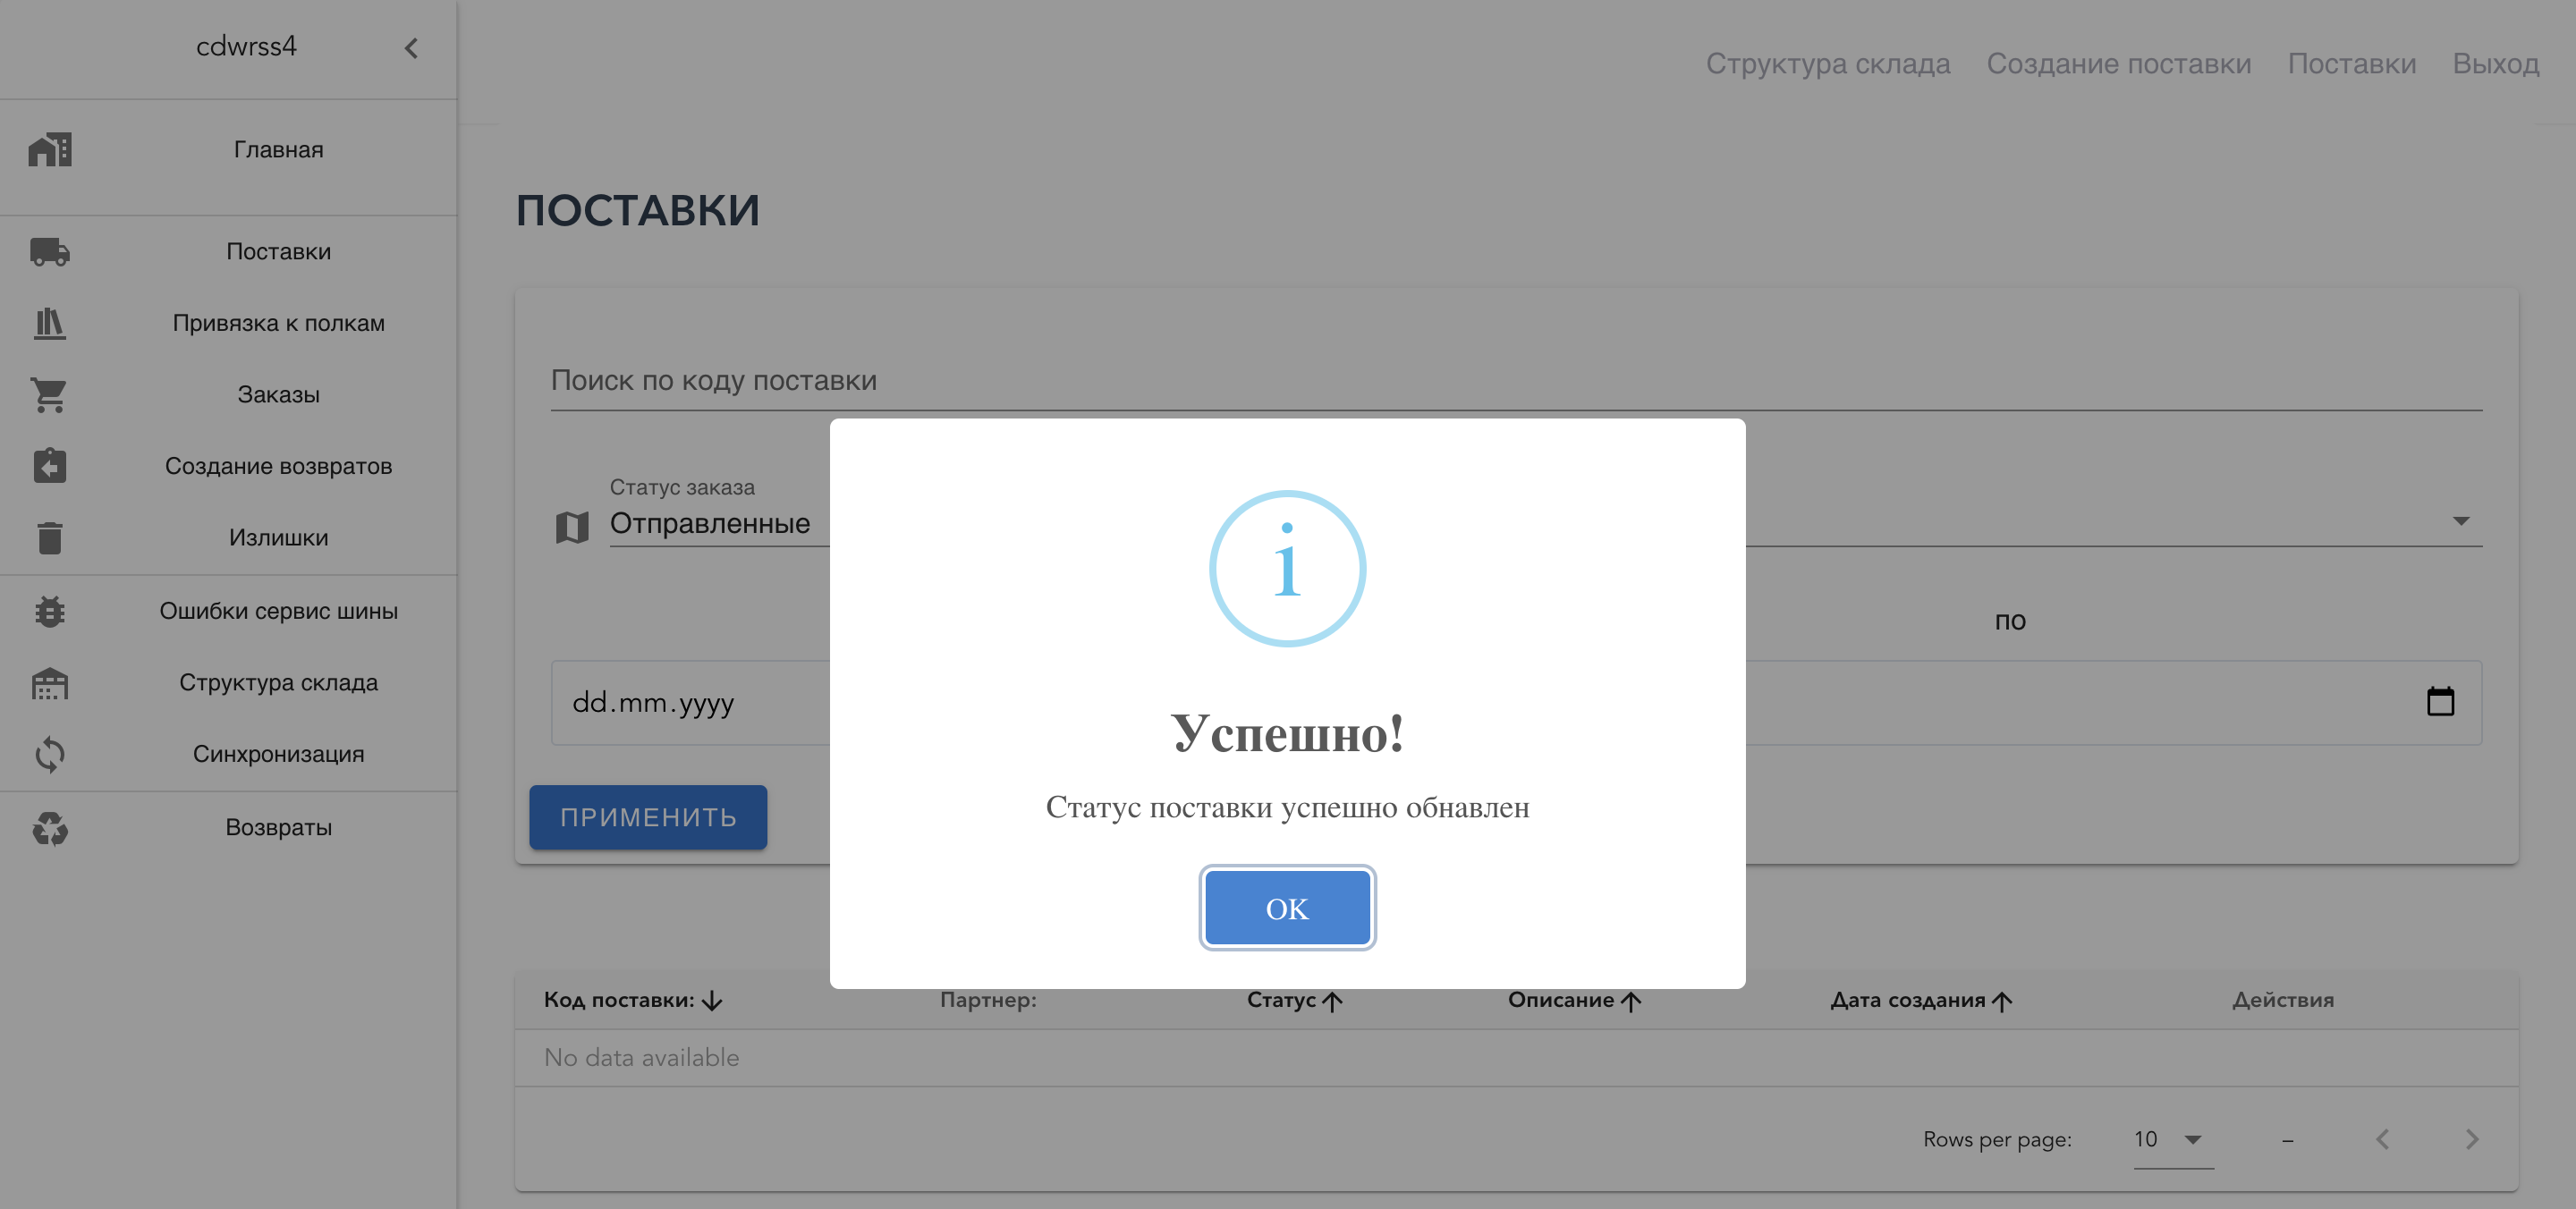 cdwrss4
Структура склада Создание поставки Поставки Выход
Главная
Поставки
Привязка к полкам
Заказы
Создание возвратов
Излишки
Ошибки сервис шины
Структура склада
Синхронизация
Возвраты
ПОСТАВКИ
Поиск по коду поставки
Статус заказа
Отправленные
по
dd.mm.yyyy
ПРИМЕНИТЬ
i
Успешно!
Статус поставки успешно обнавлен
OK
Код поставки: Партнер: Статус Описание Дата создания Действия
No data available
Rows per page: 10 –